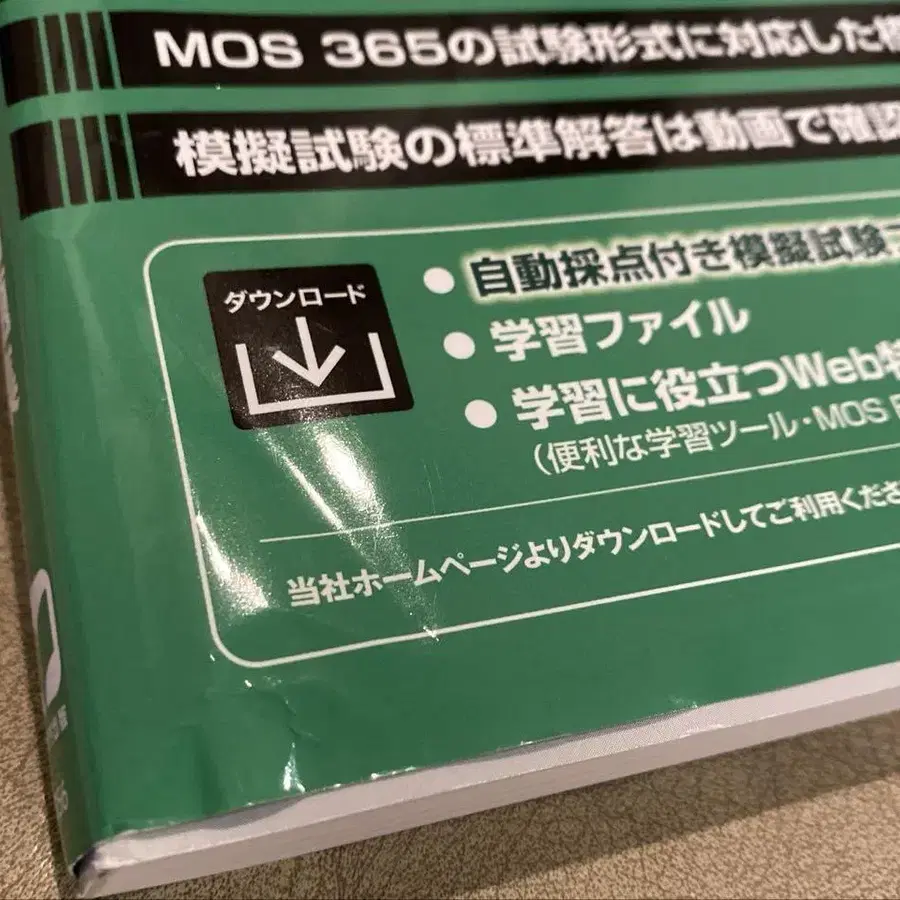 MOS 365の試験形式に対応した模
模擬試験の標準解答は動画で確認
ダウンロード
●自動採点付き模擬試験プ
●学習ファイル
●学習に役立つWeb特
(便利な学習ツール・MOS
当社ホームページよりダウンロードしてご利用くださ